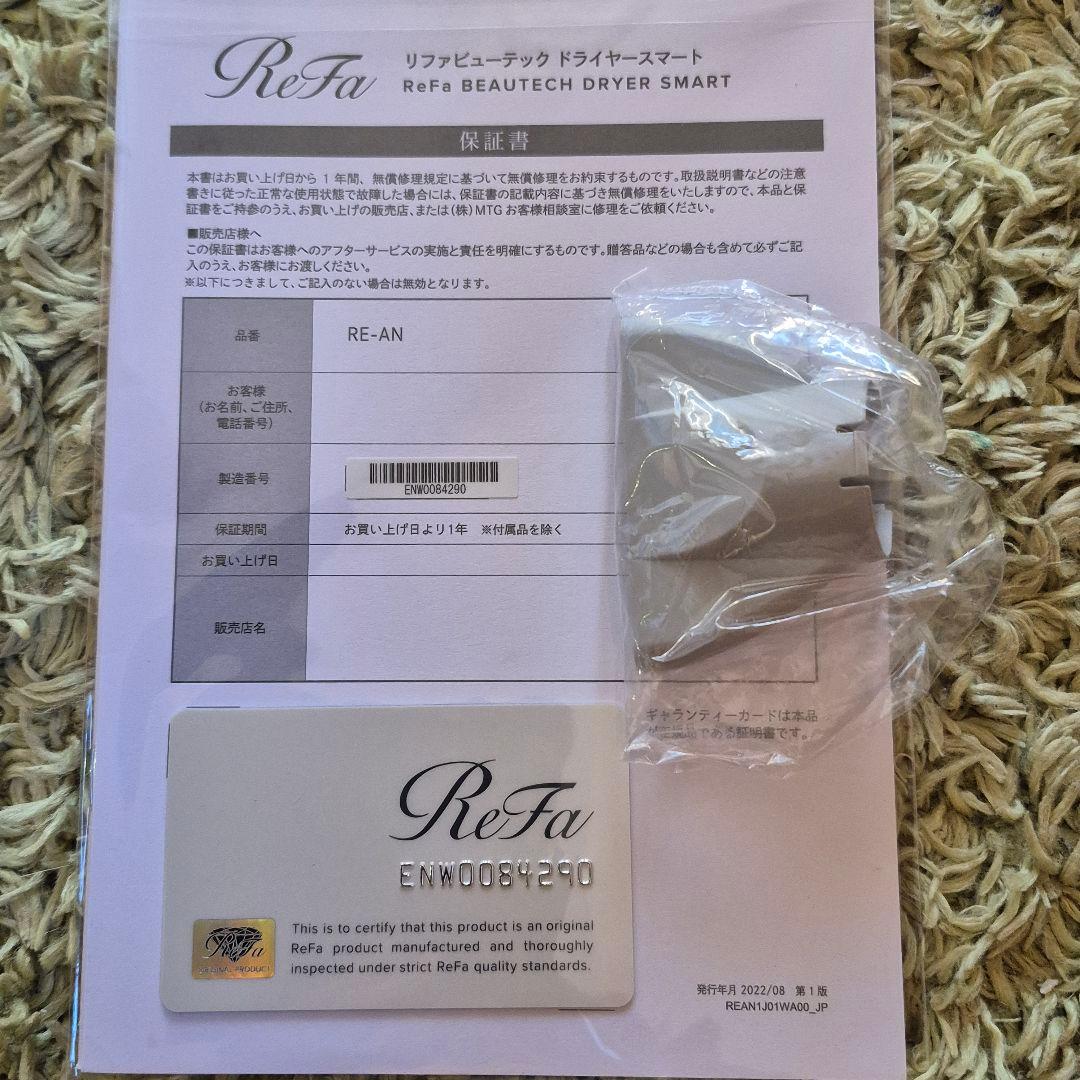 ReFa
リファビューテック ドライヤースマート
ReFa BEAUTECH DRYER SMART
保証書
本書はお買い上げ日から 1 年間、無償修理規定に基づいて無償修理をお約束するものです。取扱説明書などの注意
書きに従った正常な使用状態で故障した場合には、保証書の記載内容に基づき無償修理をいたしますので、本品と保
証書をご持参のうえ、お買い上げの販売店、または(株)MTG お客様相談室に修理をご依頼ください。
■販売店様へ
この保証書はお客様へのアフターサービスの実施と責任を明確にするものです。贈答品などの場合も含めて必ずご記
入のうえ、お客様にお渡しください。
※以下につきまして、ご記入のない場合は無効となります。
品番 RE-AN
お客様
(お名前、ご住所、
電話番号)
製造番号 ENW0084290
保証期間 お買い上げ日より1年 ※付属品を除く
お買い上げ日
販売店名
ギャランティーカードは本品
が正規品である証明書です。
ReFa
ENW0084290
This is to certify that this product is an original
ReFa product manufactured and thoroughly
inspected under strict ReFa quality standards.
ReFa
ORIGINAL PRODUCT
発行年月 2022/08 第1版
REAN1J01WA00_JP